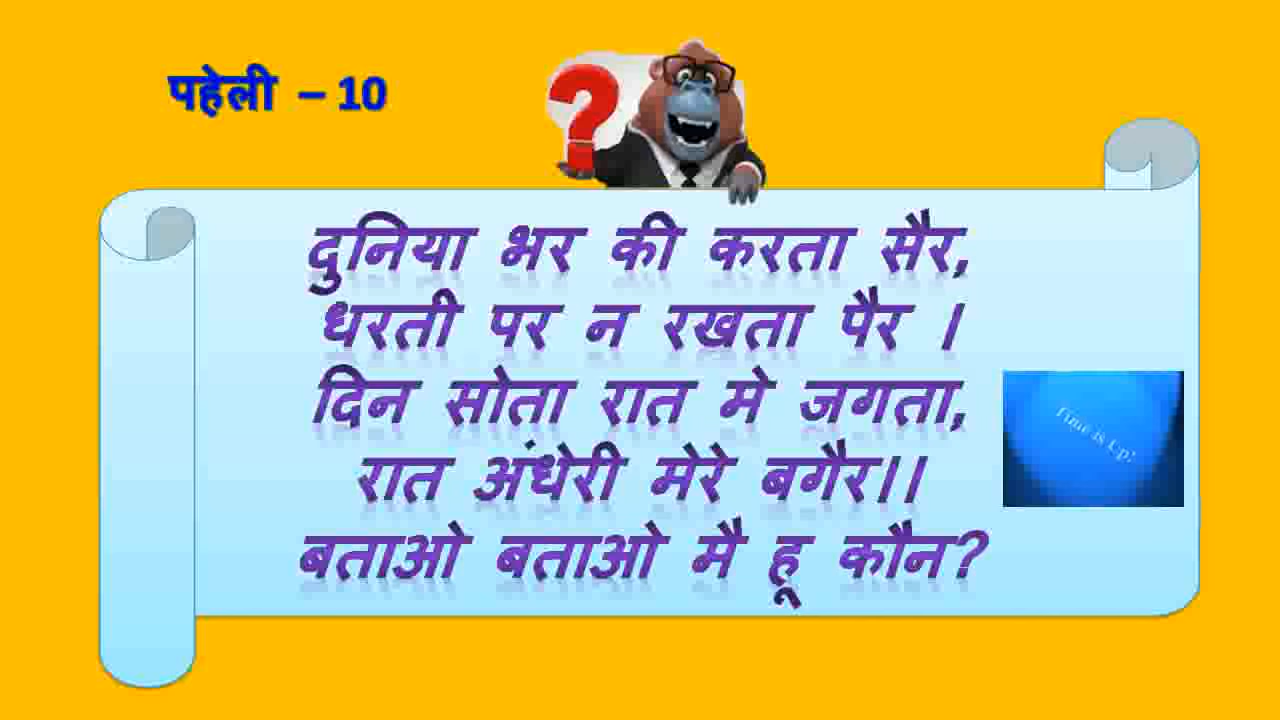 पहेली – 10
दुनिया भर की करता सैर,
धरती पर न रखता पैर ।
दिन सोता रात मे जगता,
रात अंधेरी मेरे बगैर।।
बताओ बताओ मै हू कौन?
Time is Up!